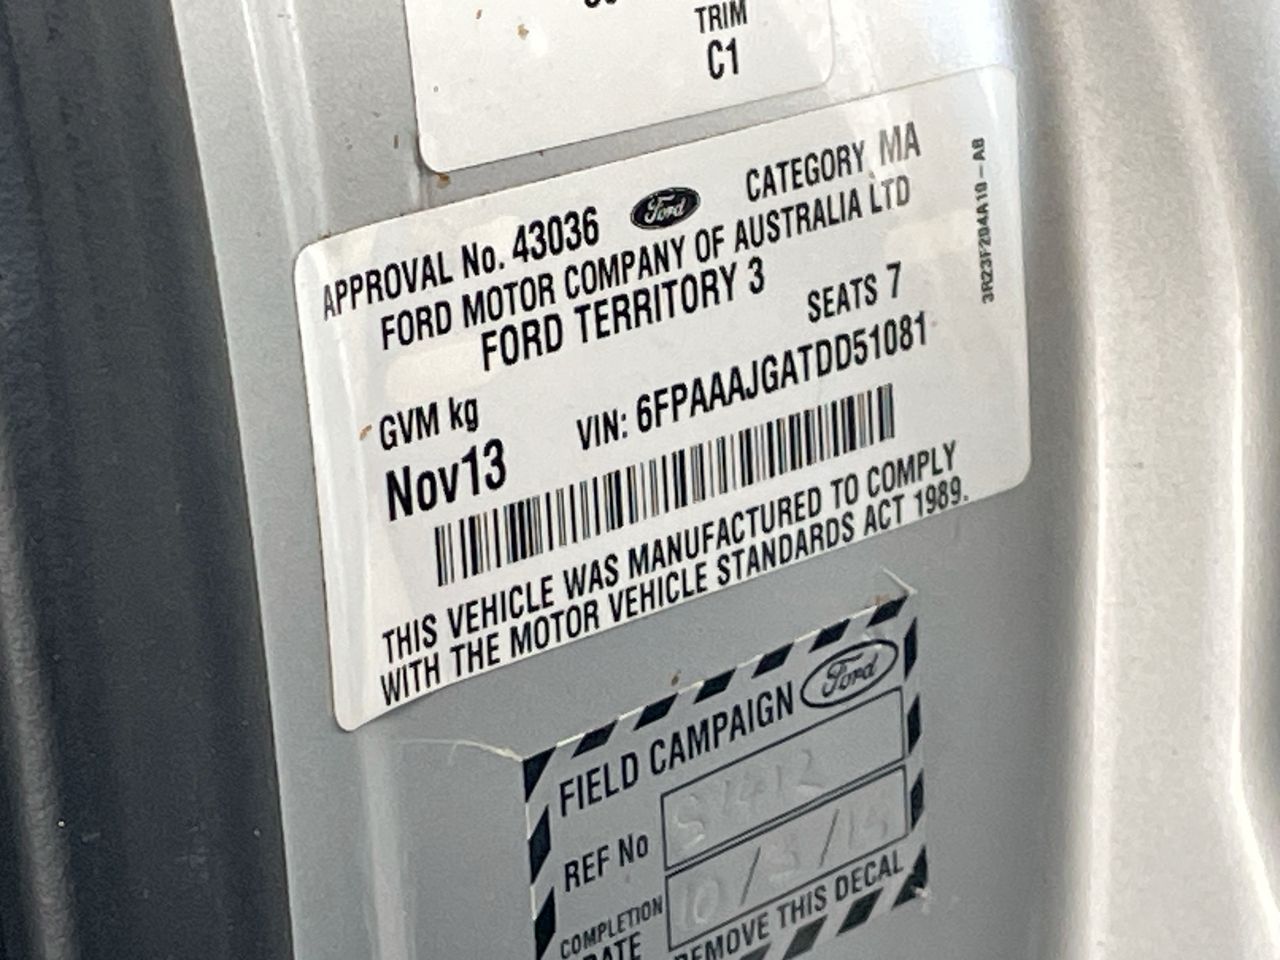 TRIM
C1
APPROVAL No. 43036 Ford CATEGORY MA
FORD MOTOR COMPANY OF AUSTRALIA LTD
FORD TERRITORY 3
SEATS 7
GVM kg
VIN: 6FPAAAJGATDD51081
Nov13
THIS VEHICLE WAS MANUFACTURED TO COMPLY
WITH THE MOTOR VEHICLE STANDARDS ACT 1989.
3R23F204A10-AB
Ford
FIELD CAMPAIGN
REF No
COMPLETION
REMOVE THIS DECAL